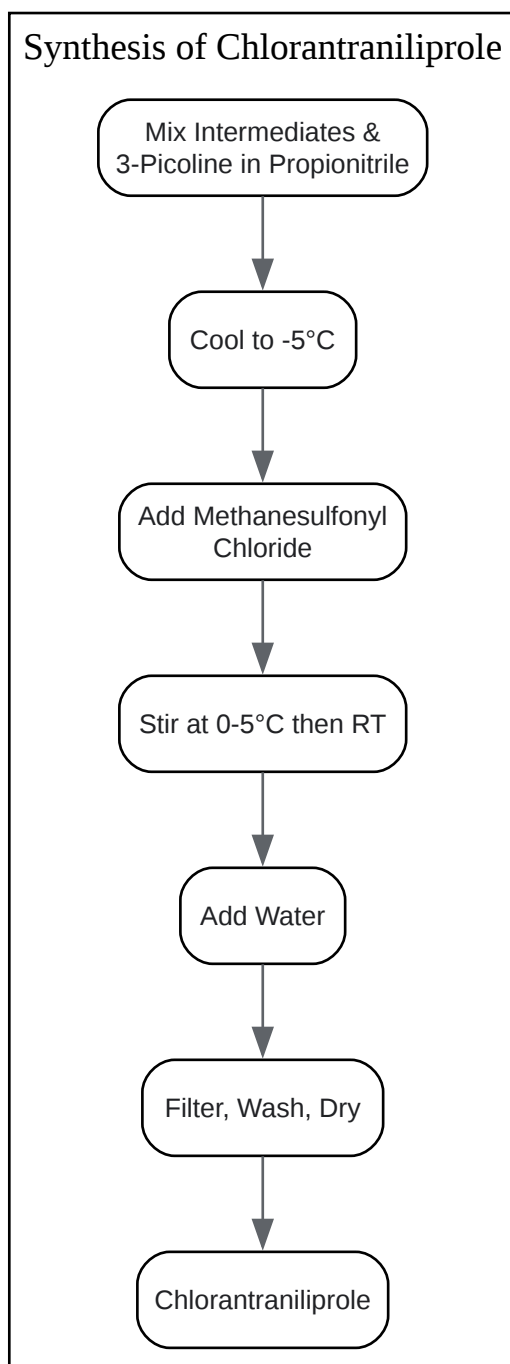 Synthesis of Chlorantraniliprole
Mix Intermediates &
3-Picoline in Propionitrile
Cool to -5°C
Add Methanesulfonyl
Chloride
Stir at 0-5°C then RT
Add Water
Filter, Wash, Dry
Chlorantraniliprole